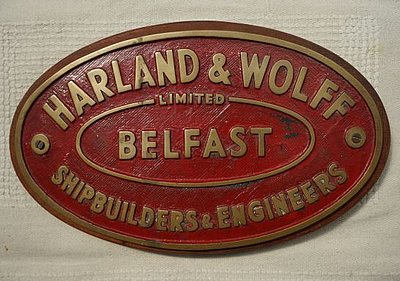 HARLAND & WOLFF
LIMITED
BELFAST
SHIPBUILDERS & ENGINEERS